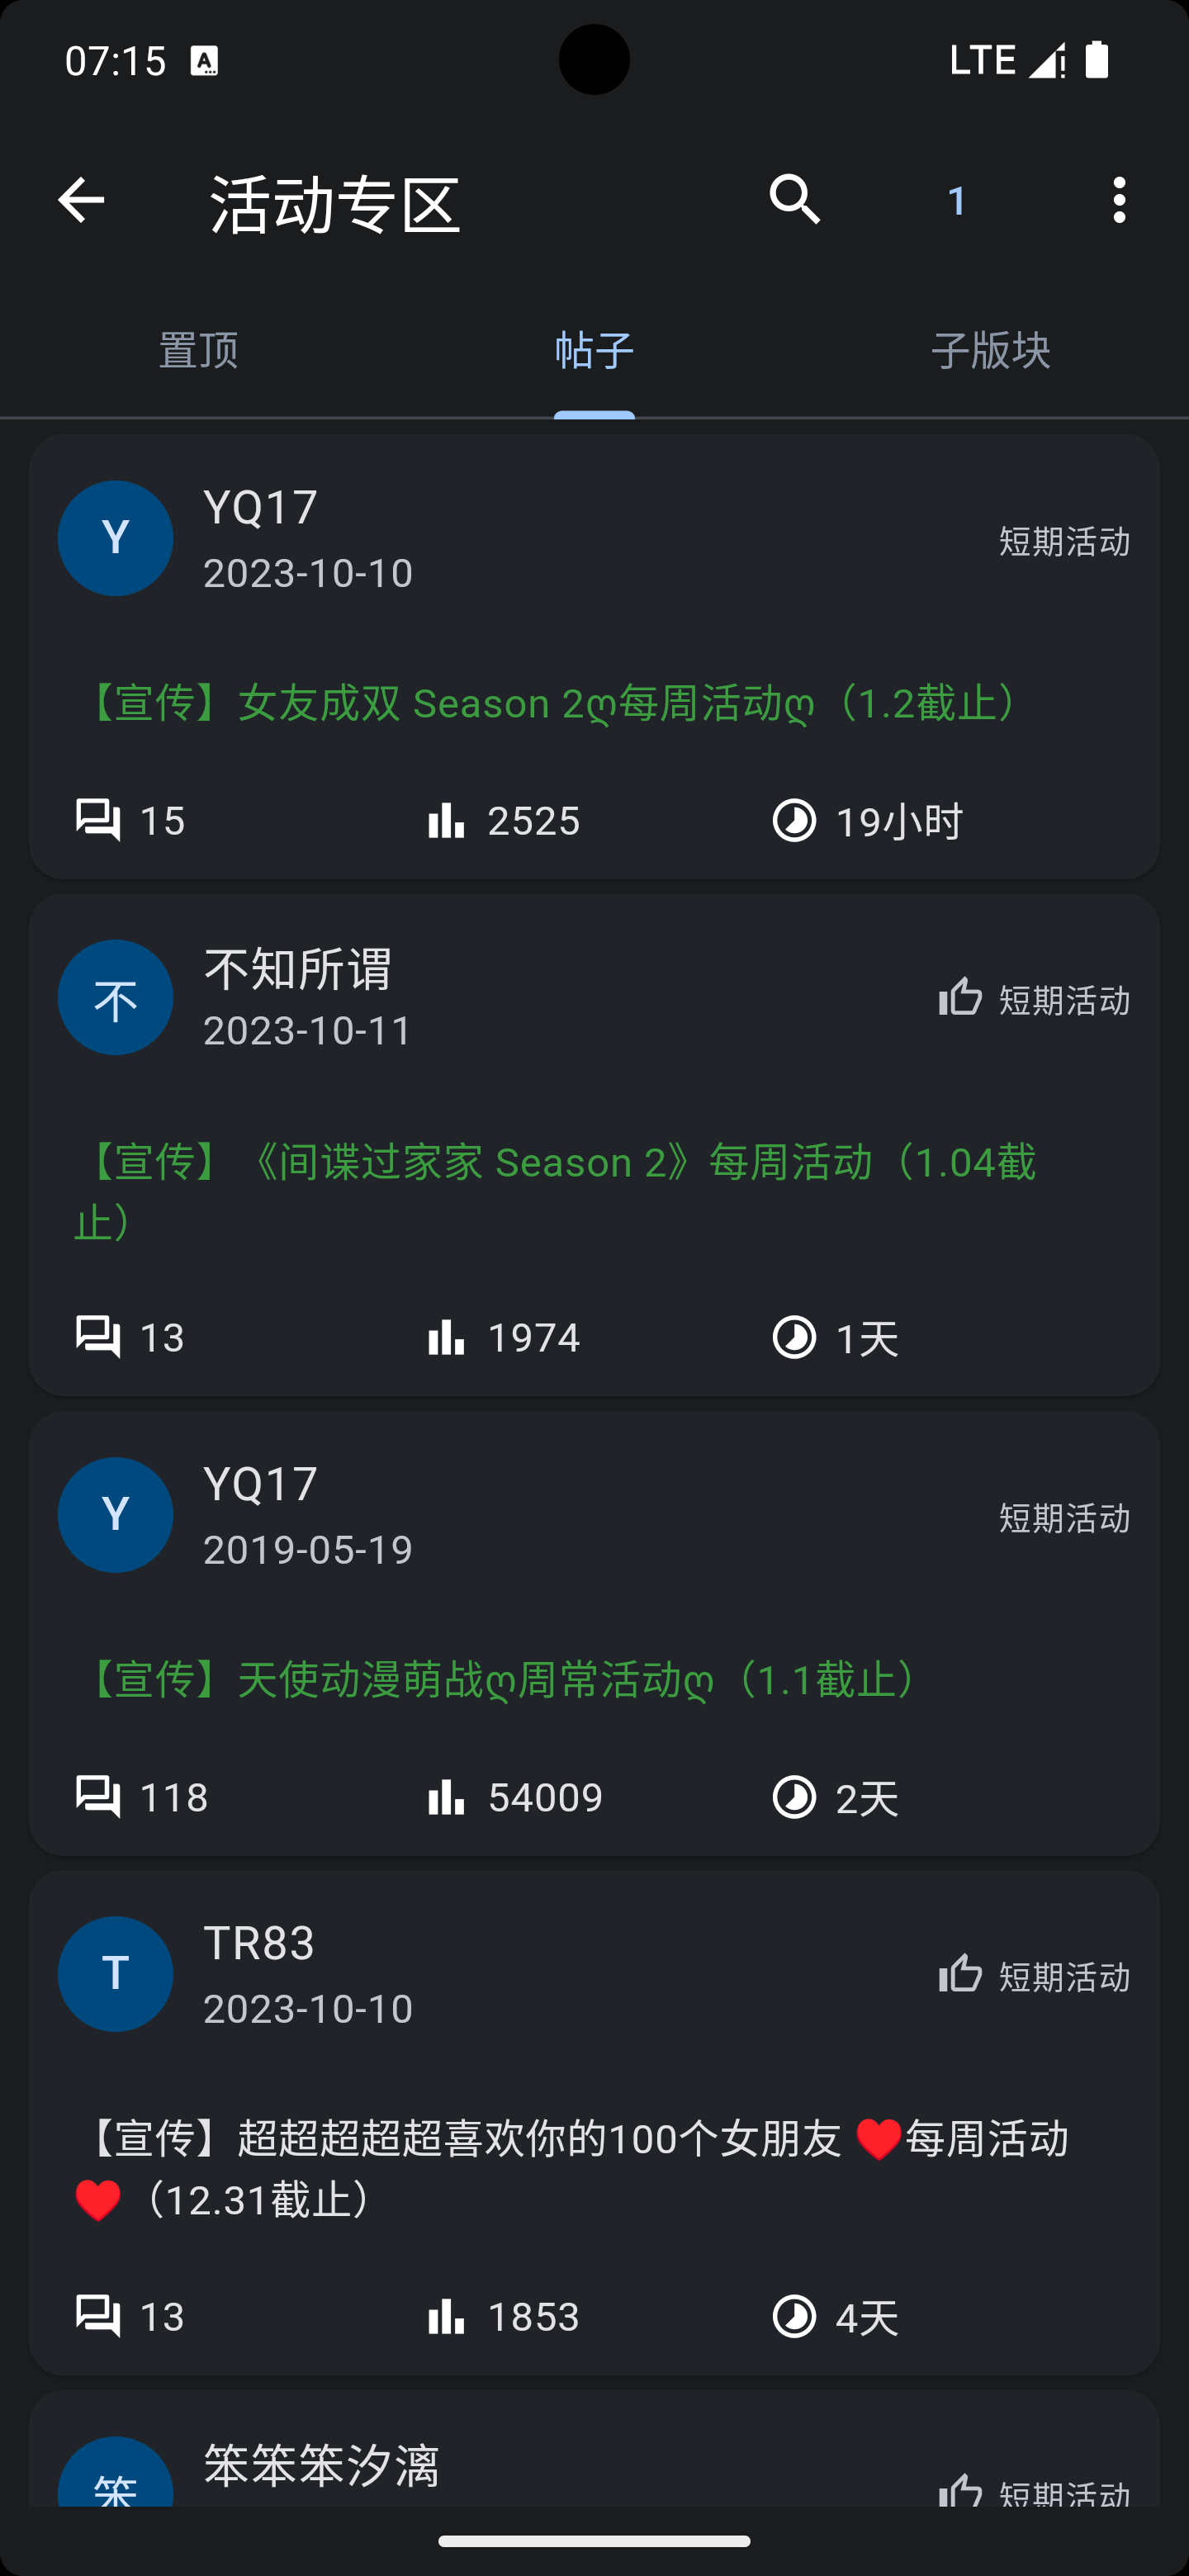 07:15
LTE
活动专区
1
置顶
帖子
子版块
Y
YQ17
2023-10-10
短期活动
【宣传】女友成双 Season 2ღ每周活动ღ（1.2截止）
15
2525
19小时
不
不知所谓
2023-10-11
短期活动
【宣传】《间谍过家家 Season 2》每周活动（1.04截
止）
13
1974
1天
Y
YQ17
2019-05-19
短期活动
【宣传】天使动漫萌战ღ周常活动ღ（1.1截止）
118
54009
2天
T
TR83
2023-10-10
短期活动
【宣传】超超超超超喜欢你的100个女朋友 ♥每周活动
♥（12.31截止）
13
1853
4天
笨
笨笨笨汐漓
短期活动